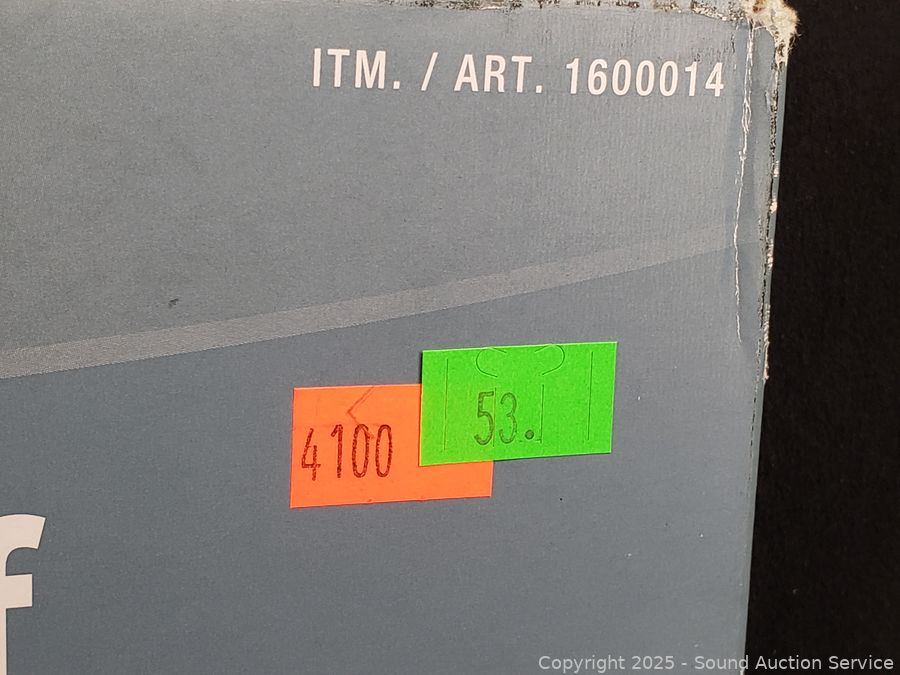 ITM. / ART. 1600014
53.
4100
f
Copyright 2025 - Sound Auction Service